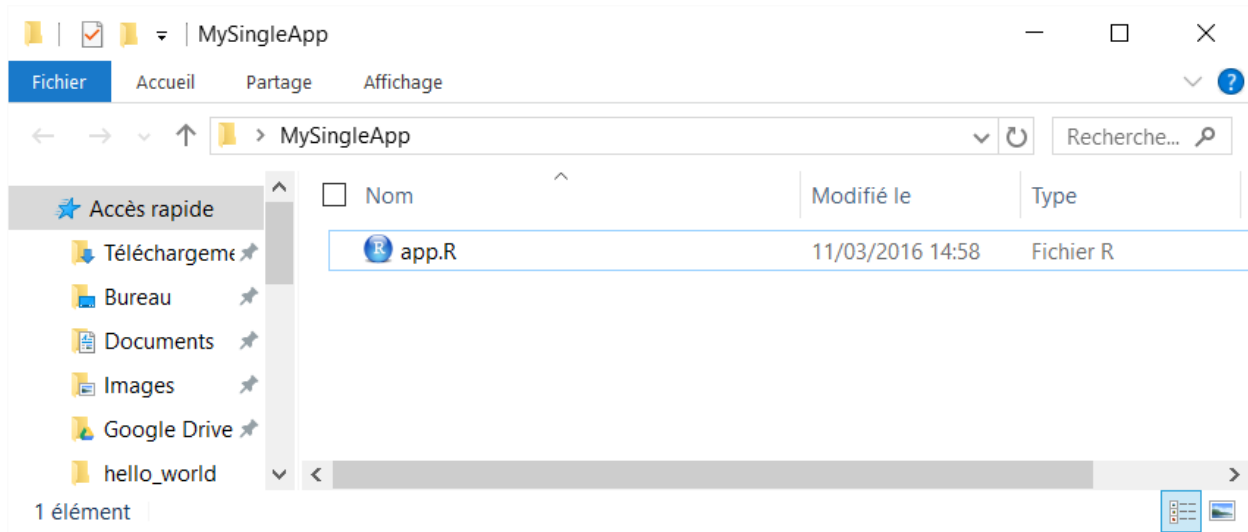 MySingleApp
Fichier Accueil Partage Affichage ?
> MySingleApp Recherche...
Nom Modifié le Type
Accès rapide
Téléchargeme
R app.R 11/03/2016 14:58 Fichier R
Bureau
Documents
Images
Google Drive
hello_world
1 élément